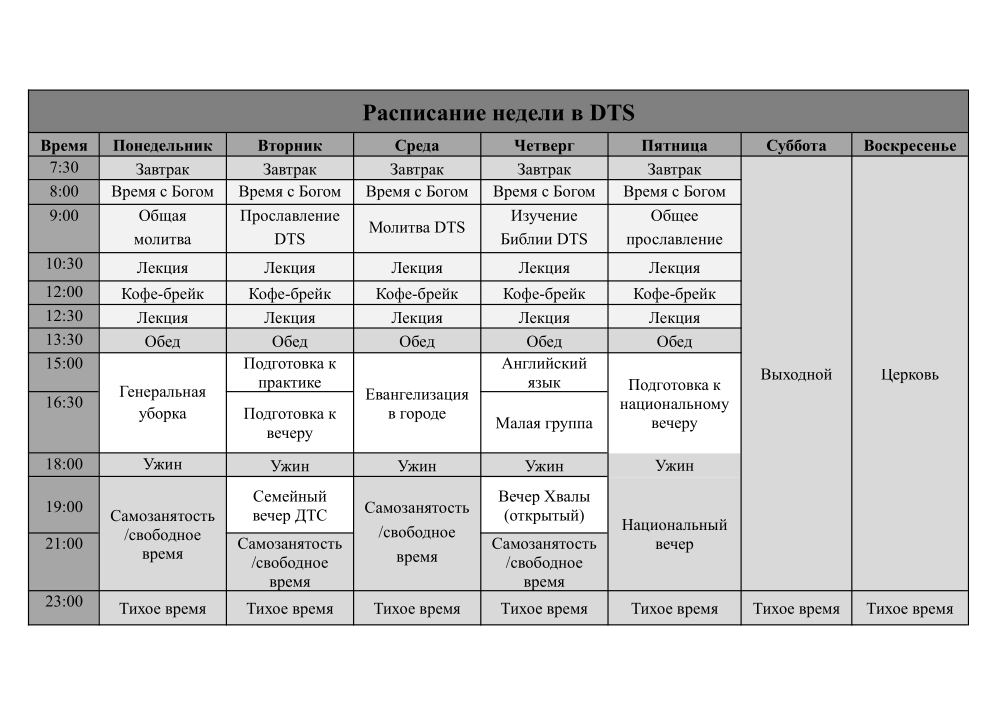 Расписание недели в DTS
Время Понедельник Вторник Среда Четверг Пятница Суббота Воскресенье
7:30 Завтрак Завтрак Завтрак Завтрак Завтрак
8:00 Время с Богом Время с Богом Время с Богом Время с Богом Время с Богом
9:00 Общая Прославление Молитва DTS Изучение Общее
молитва DTS Библии DTS прославление
10:30 Лекция Лекция Лекция Лекция Лекция
12:00 Кофе-брейк Кофе-брейк Кофе-брейк Кофе-брейк Кофе-брейк
12:30 Лекция Лекция Лекция Лекция Лекция
13:30 Обед Обед Обед Обед Обед
15:00 Подготовка к Английский
практике язык Выходной Церковь
Генеральная Евангелизация Подготовка к
уборка в городе национальному
16:30 Подготовка к Малая группа вечеру
вечеру
18:00 Ужин Ужин Ужин Ужин Ужин
19:00 Семейный Вечер Хвалы
вечер ДТС (открытый)
Самозанятость Самозанятость Национальный
/свободное /свободное вечер
время время
21:00 Самозанятость Самозанятость
/свободное /свободное
время время
23:00 Тихое время Тихое время Тихое время Тихое время Тихое время Тихое время Тихое время